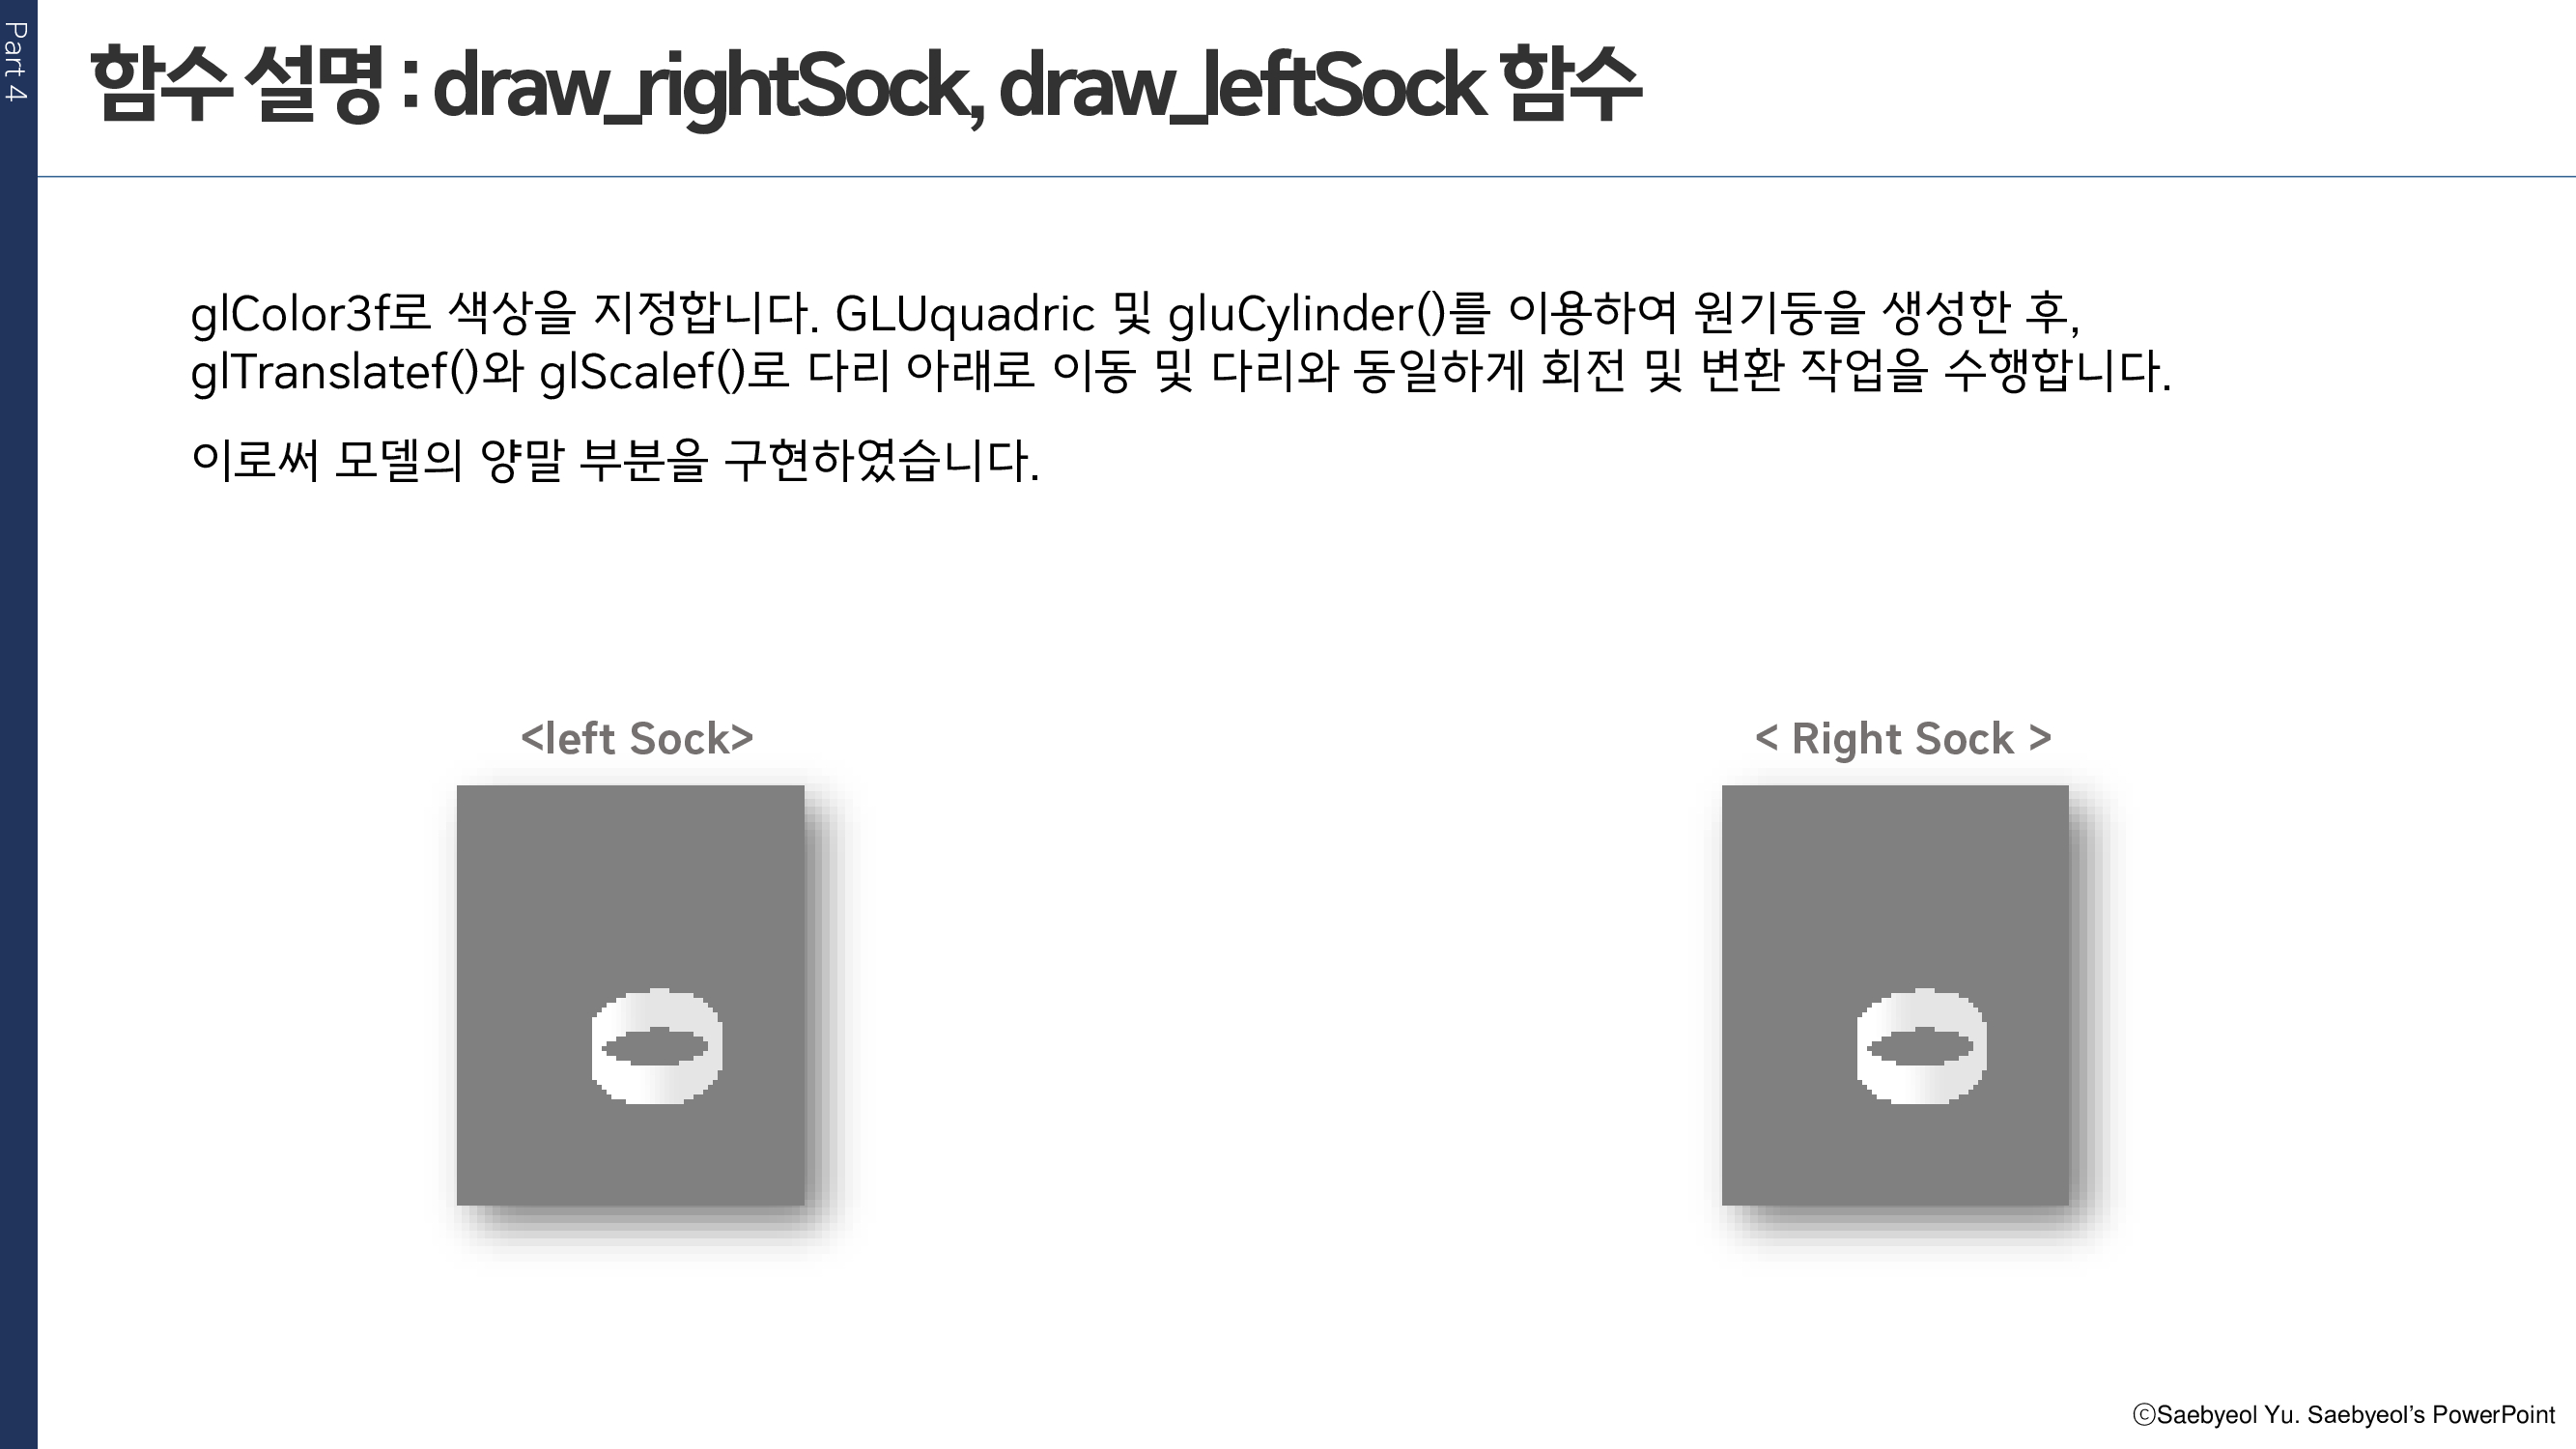 Part 4
함수 설명 : draw_rightSock, draw_leftSock 함수
glColor3f로 색상을 지정합니다. GLUquadric 및 gluCylinder()를 이용하여 원기둥을 생성한 후,
glTranslatef()와 glScalef()로 다리 아래로 이동 및 다리와 동일하게 회전 및 변환 작업을 수행합니다.
이로써 모델의 양말 부분을 구현하였습니다.
<left Sock>
< Right Sock >
ⓒSaebyeol Yu. Saebyeol’s PowerPoint